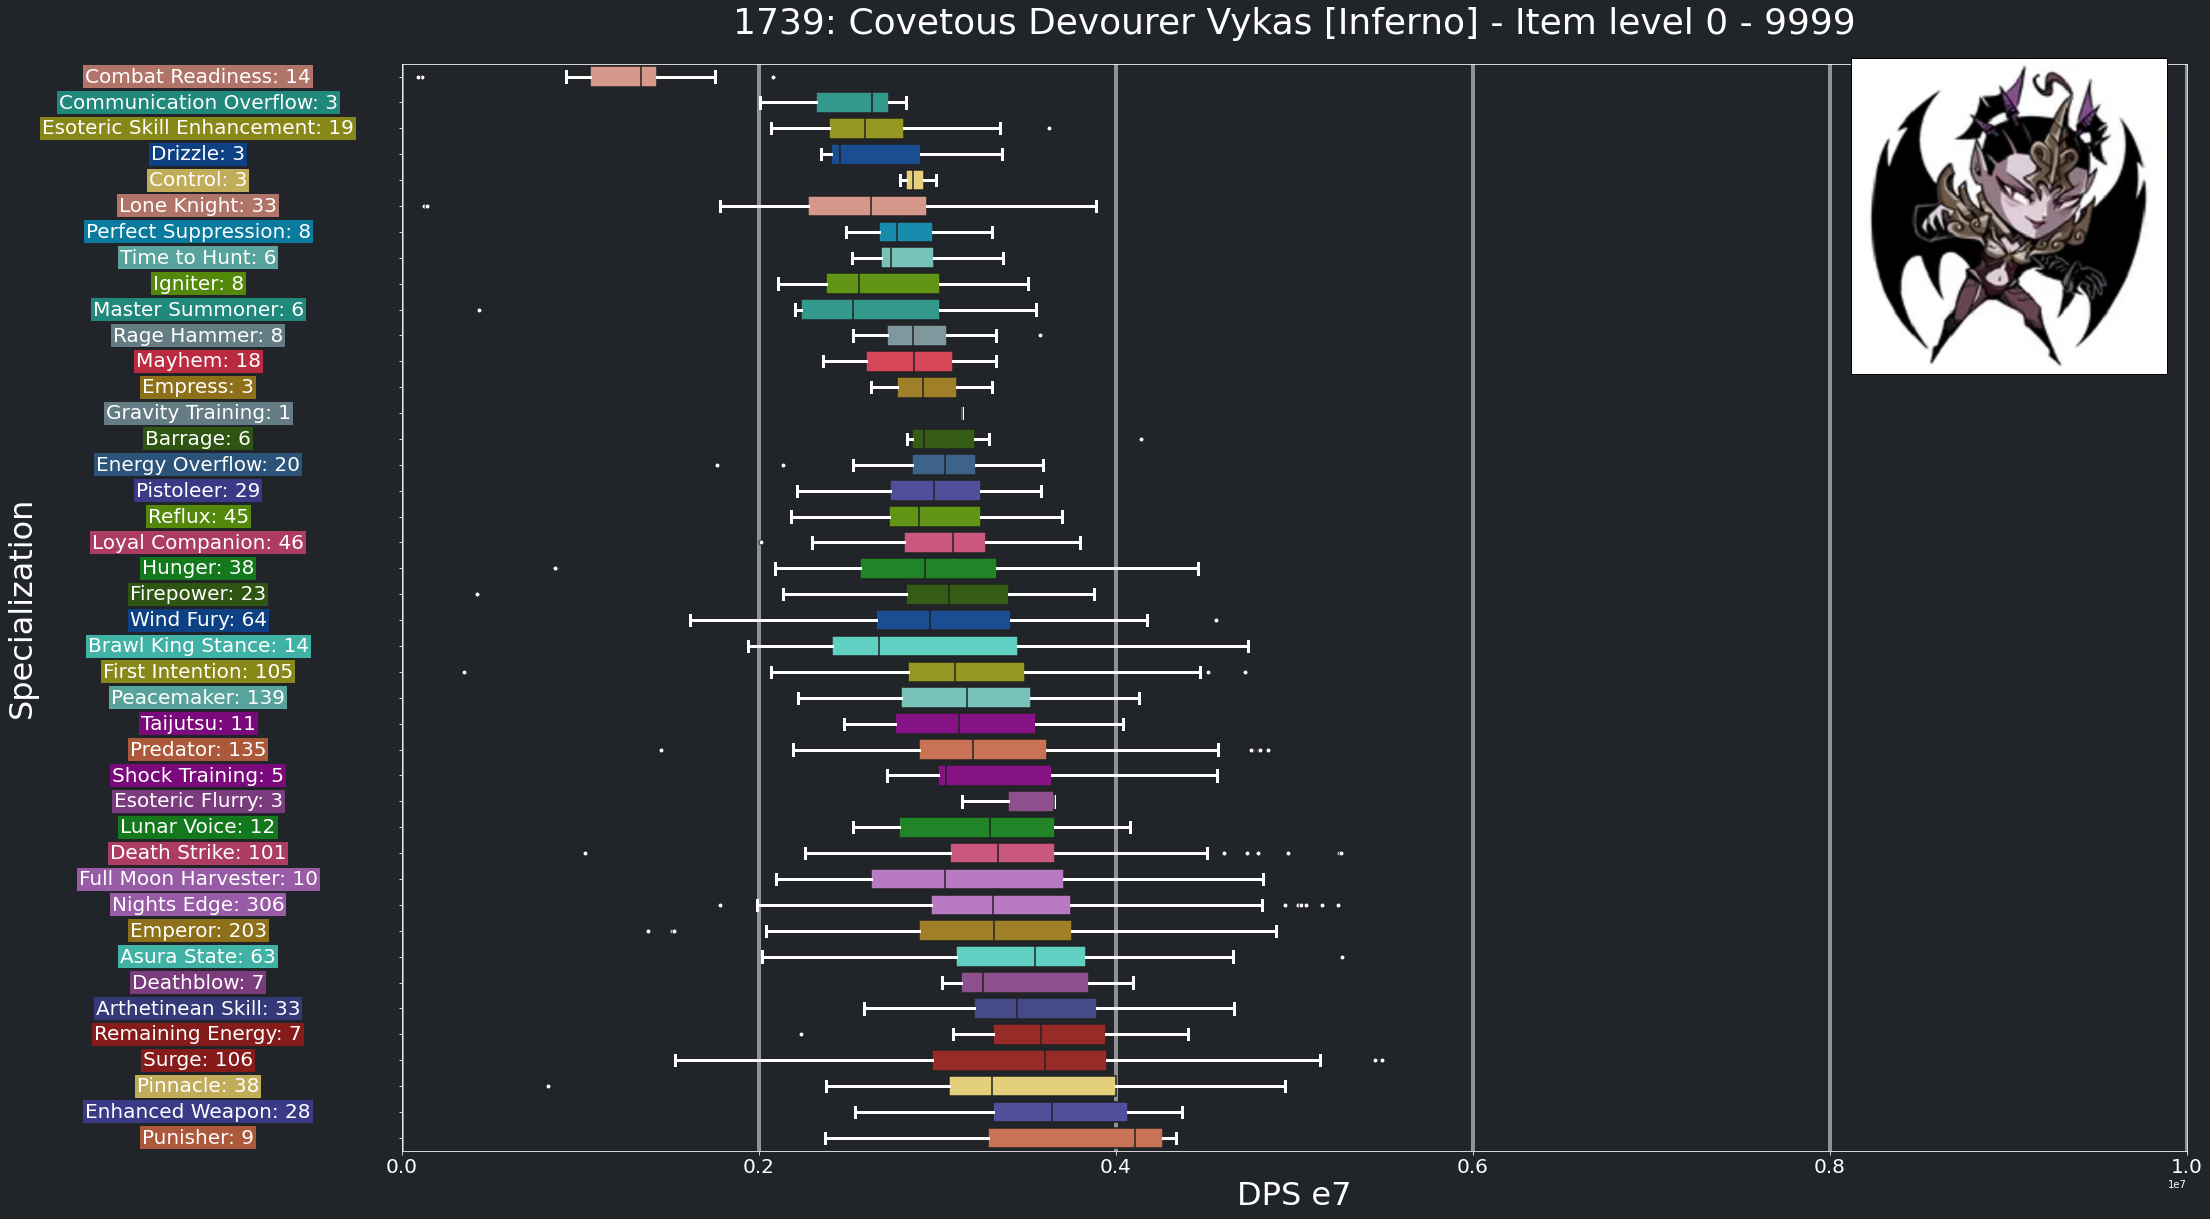 1739: Covetous Devourer Vykas [Inferno] - Item level 0 - 9999
Combat Readiness: 14
Communication Overflow: 3
Esoteric Skill Enhancement: 19
Drizzle: 3
Control: 3
Lone Knight: 33
Perfect Suppression: 8
Time to Hunt: 6
Igniter: 8
Master Summoner: 6
Rage Hammer: 8
Mayhem: 18
Empress: 3
Gravity Training: 1
Barrage: 6
Energy Overflow: 20
Pistoleer: 29
Reflux: 45
Loyal Companion: 46
Hunger: 38
Firepower: 23
Wind Fury: 64
Brawl King Stance: 14
First Intention: 105
Peacemaker: 139
Taijutsu: 11
Predator: 135
Shock Training: 5
Esoteric Flurry: 3
Lunar Voice: 12
Death Strike: 101
Full Moon Harvester: 10
Nights Edge: 306
Emperor: 203
Asura State: 63
Deathblow: 7
Arthetinean Skill: 33
Remaining Energy: 7
Surge: 106
Pinnacle: 38
Enhanced Weapon: 28
Punisher: 9
Specialization
0.0 0.2 0.4 0.6 0.8 1.0
1e7
DPS e7